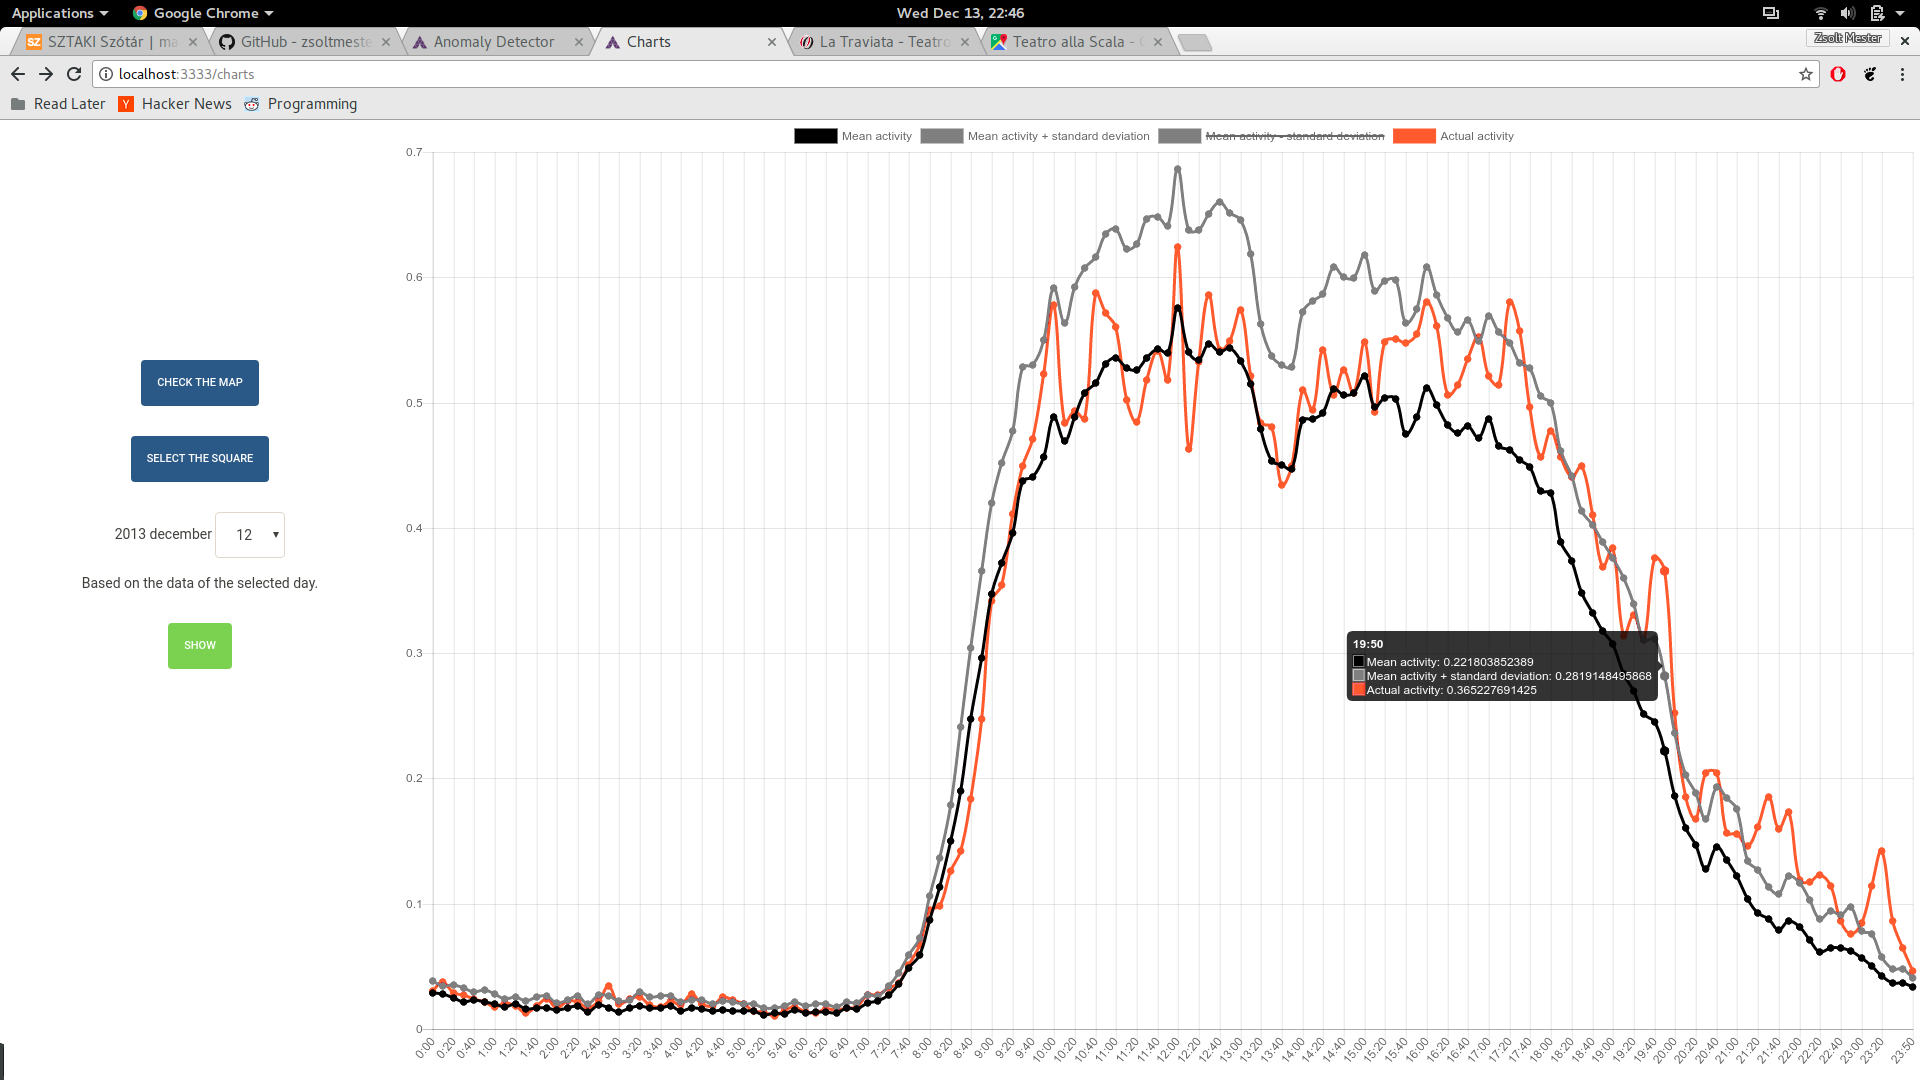 Applications Google Chrome Wed Dec 13, 22:46
SZTAKI Szótár | ma GitHub - zsoltmeste Anomaly Detector Charts La Traviata - Teatro Teatro alla Scala - Zsolt Mester
localhost:3333/charts
Read Later Hacker News Programming
Mean activity Mean activity + standard deviation Mean activity - standard deviation Actual activity
CHECK THE MAP
SELECT THE SQUARE
2013 december 12
Based on the data of the selected day.
SHOW
0.7
0.6
0.5
0.4
0.3
0.2
0.1
0
19:50
Mean activity: 0.221803852389
Mean activity + standard deviation: 0.2819148495868
Actual activity: 0.365227691425
0:00 0:20 0:40 1:00 1:20 1:40 2:00 2:20 2:40 3:00 3:20 3:40 4:00 4:20 4:40 5:00 5:20 5:40 6:00 6:20 6:40 7:00 7:20 7:40 8:00 8:20 8:40 9:00 9:20 9:40 10:00 10:20 10:40 11:00 11:20 11:40 12:00 12:20 12:40 13:00 13:20 13:40 14:00 14:20 14:40 15:00 15:20 15:40 16:00 16:20 16:40 17:00 17:20 17:40 18:00 18:20 18:40 19:00 19:20 19:40 20:00 20:20 20:40 21:00 21:20 21:40 22:00 22:20 22:40 23:00 23:20 23:50